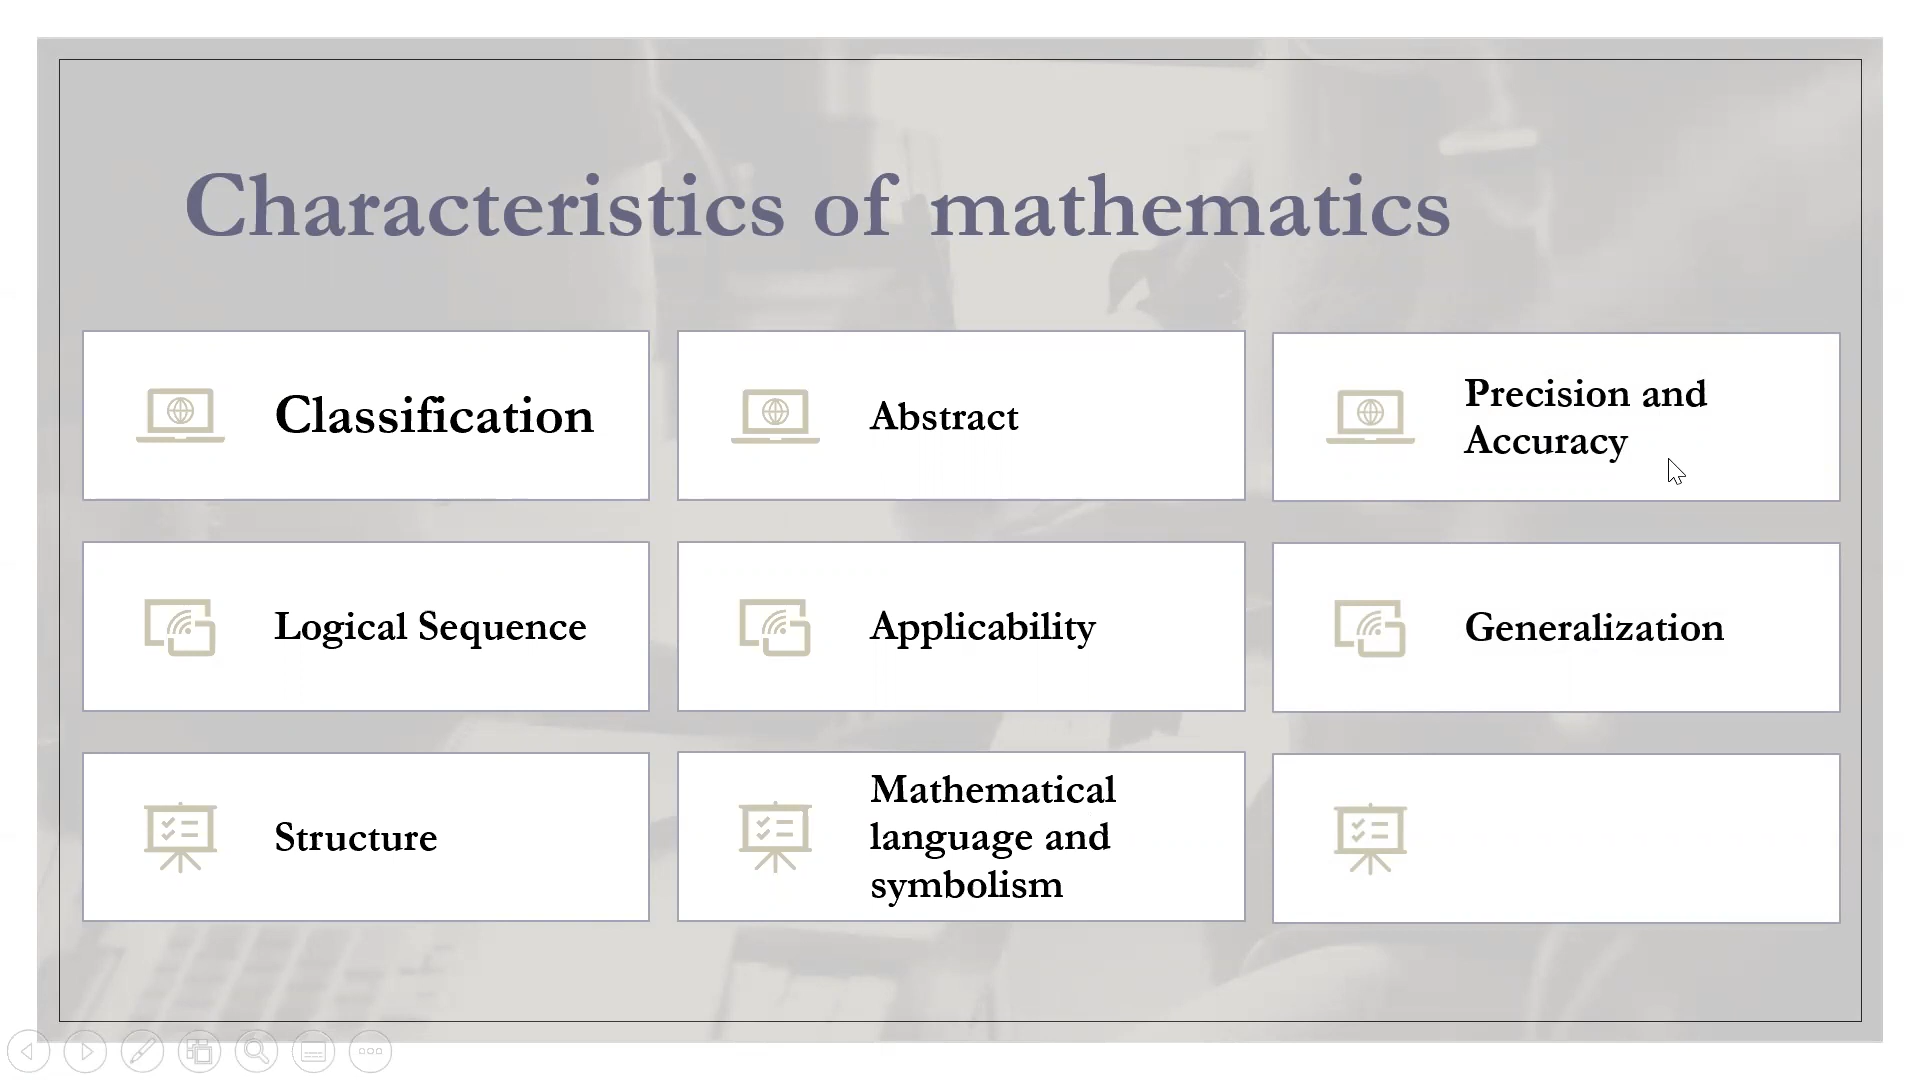 Characteristics of mathematics
Classification
Abstract
Precision and
Accuracy
Logical Sequence
Applicability
Generalization
Structure
Mathematical
language and
symbolism